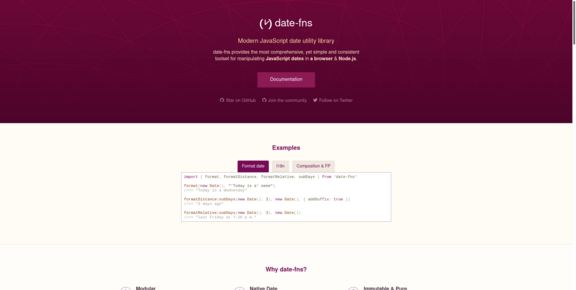 date-fns
Modern JavaScript date utility library
date-fns provides the most comprehensive, yet simple and consistent
toolset for manipulating JavaScript dates in a browser & Node.js.
Documentation
Star on GitHub Join the community Follow on Twitter
Examples
Format date I18n Composition & FP
import { format, formatDistance, formatRelative, subDays } from 'date-fns'
format(new Date(), "'Today is a' eeee")
//=> "Today is a Wednesday"
formatDistance(subDays(new Date(), 3), new Date(), { addSuffix: true })
//=> "3 days ago"
formatRelative(subDays(new Date(), 3), new Date())
//=> "last Friday at 7:26 p.m."
Why date-fns?
Modular Native Date Immutable & Pure